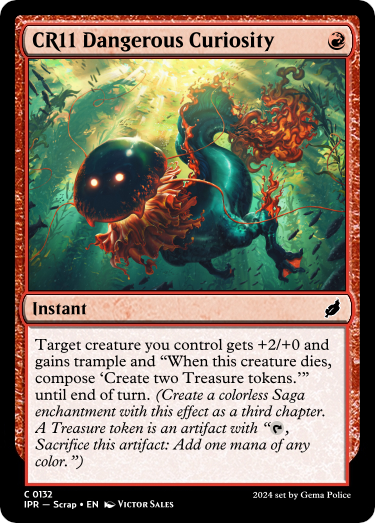 CR11 Dangerous Curiosity
Instant
Target creature you control gets +2/+0 and
gains trample and “When this creature dies,
compose ‘Create two Treasure tokens.’”
until end of turn. (Create a colorless Saga
enchantment with this effect as a third chapter.
A Treasure token is an artifact with “, 
Sacrifice this artifact: Add one mana of any
color.”)
C 0132
IPR — Scrap • EN VICTOR SALES
2024 set by Gema Police